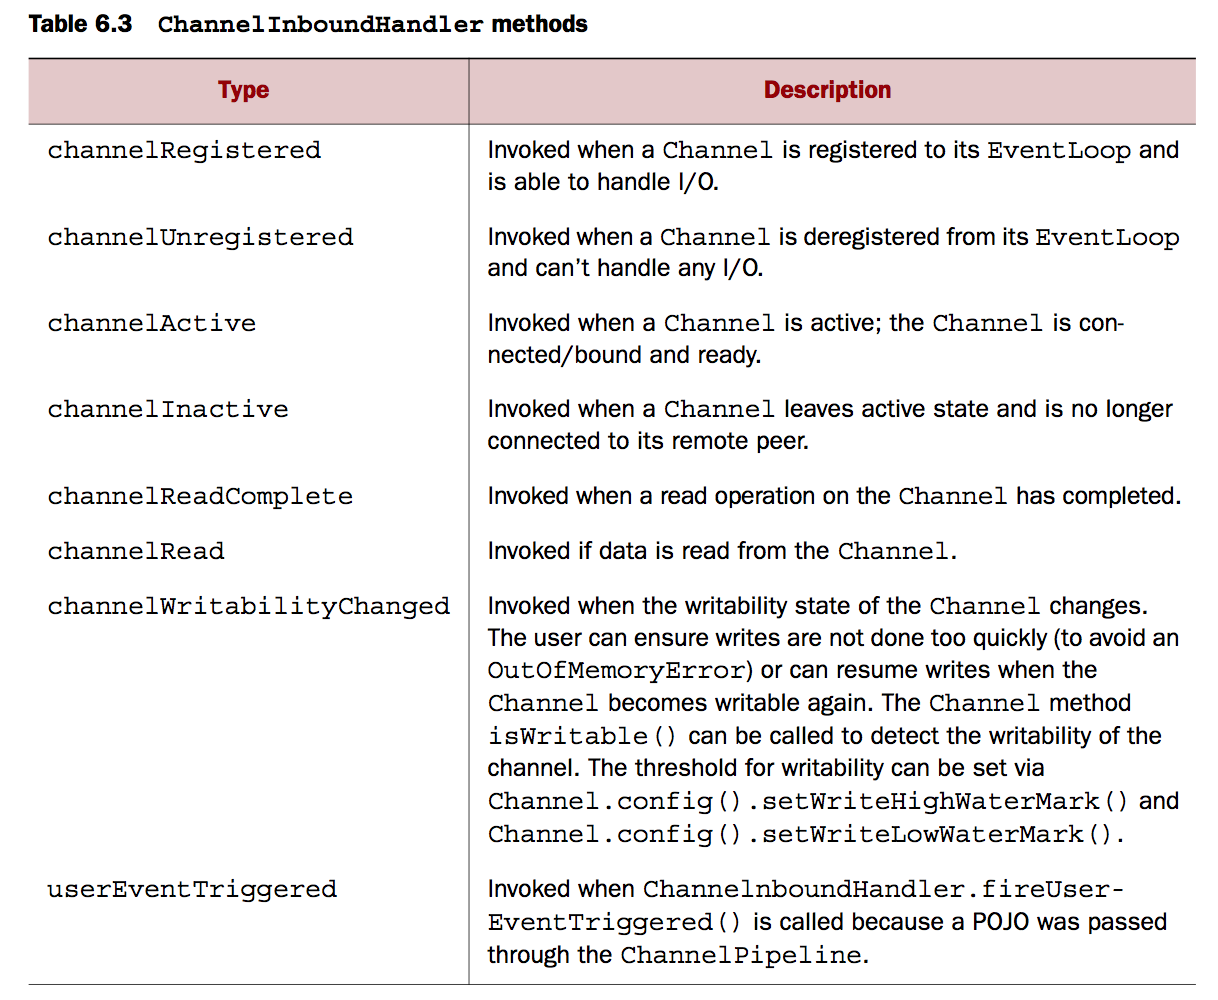 Table 6.3 ChannelInboundHandler methods
Type Description
channelRegistered Invoked when a Channel is registered to its EventLoop and
is able to handle I/O.
channelUnregistered Invoked when a Channel is deregistered from its EventLoop
and can’t handle any I/O.
channelActive Invoked when a Channel is active; the Channel is con-
nected/bound and ready.
channelInactive Invoked when a Channel leaves active state and is no longer
connected to its remote peer.
channelReadComplete Invoked when a read operation on the Channel has completed.
channelRead Invoked if data is read from the Channel.
channelWritabilityChanged Invoked when the writability state of the Channel changes.
The user can ensure writes are not done too quickly (to avoid an
OutOfMemoryError) or can resume writes when the
Channel becomes writable again. The Channel method
isWritable() can be called to detect the writability of the
channel. The threshold for writability can be set via
Channel.config().setWriteHighWaterMark() and
Channel.config().setWriteLowWaterMark().
userEventTriggered Invoked when ChannelnboundHandler.fireUser-
EventTriggered() is called because a POJO was passed
through the ChannelPipeline.